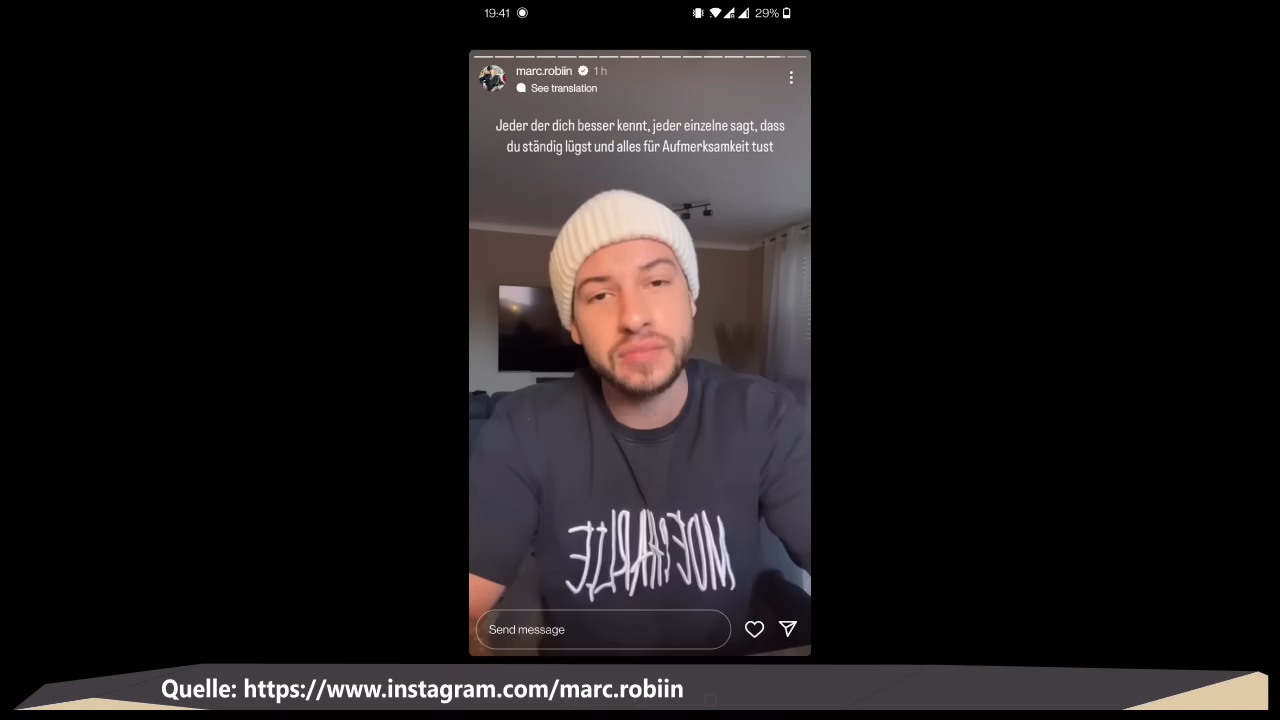 19:41
29%
marc.robiin 1 h
See translation
Jeder der dich besser kennt, jeder einzelne sagt, dass
du ständig lügst und alles für Aufmerksamkeit tust
Send message
Quelle: https://www.instagram.com/marc.robiin